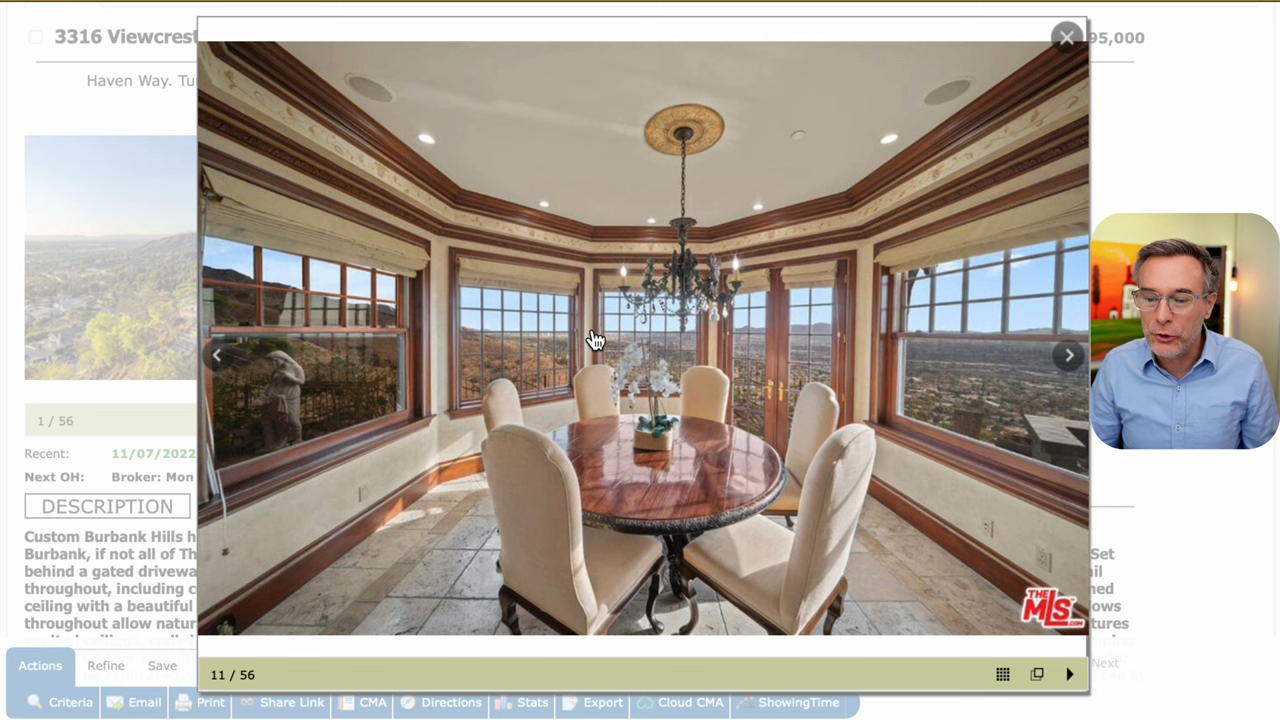 3316 Viewcrest
95,000
Haven Way. Tu
1 / 56
Recent: 11/07/2022
Next OH: Broker: Mon
DESCRIPTION
Custom Burbank Hills h
Set
Burbank, if not all of Th
behind a gated drivewa
throughout, including c
ceiling with a beautiful
ows
throughout allow natur
tures
THE MLS.COM
Actions Refine Save
Next
11 / 56
Criteria Email Print Share Link CMA Directions Stats Export Cloud CMA ShowingTime